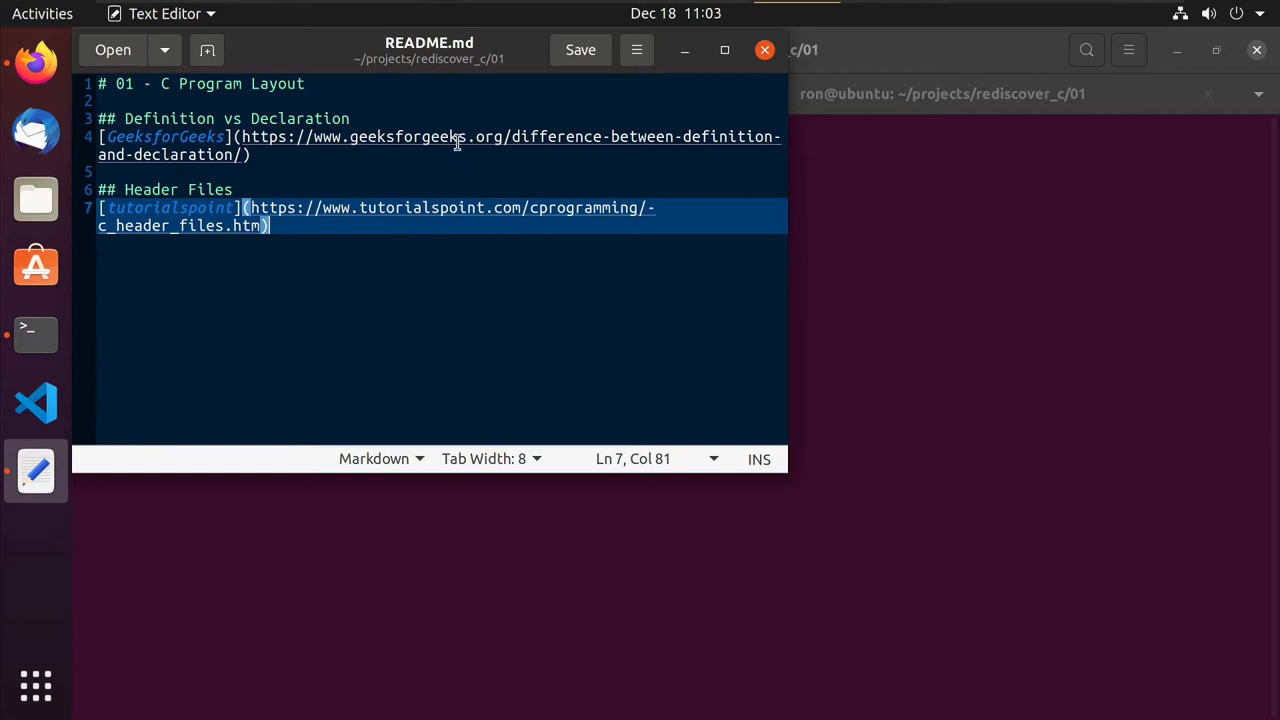 Activities
Text Editor
Dec 18 11:03
Open
README.md
~/projects/rediscover_c/01
Save
_c/01
ron@ubuntu: ~/projects/rediscover_c/01
1 # 01 - C Program Layout
2
3 ## Definition vs Declaration
4 [GeeksforGeeks](https://www.geeksforgeeks.org/difference-between-definition-
and-declaration/)
5
6 ## Header Files
7 [tutorialspoint](https://www.tutorialspoint.com/cprogramming/-
c_header_files.htm)
>_
Markdown
Tab Width: 8
Ln 7, Col 81
INS